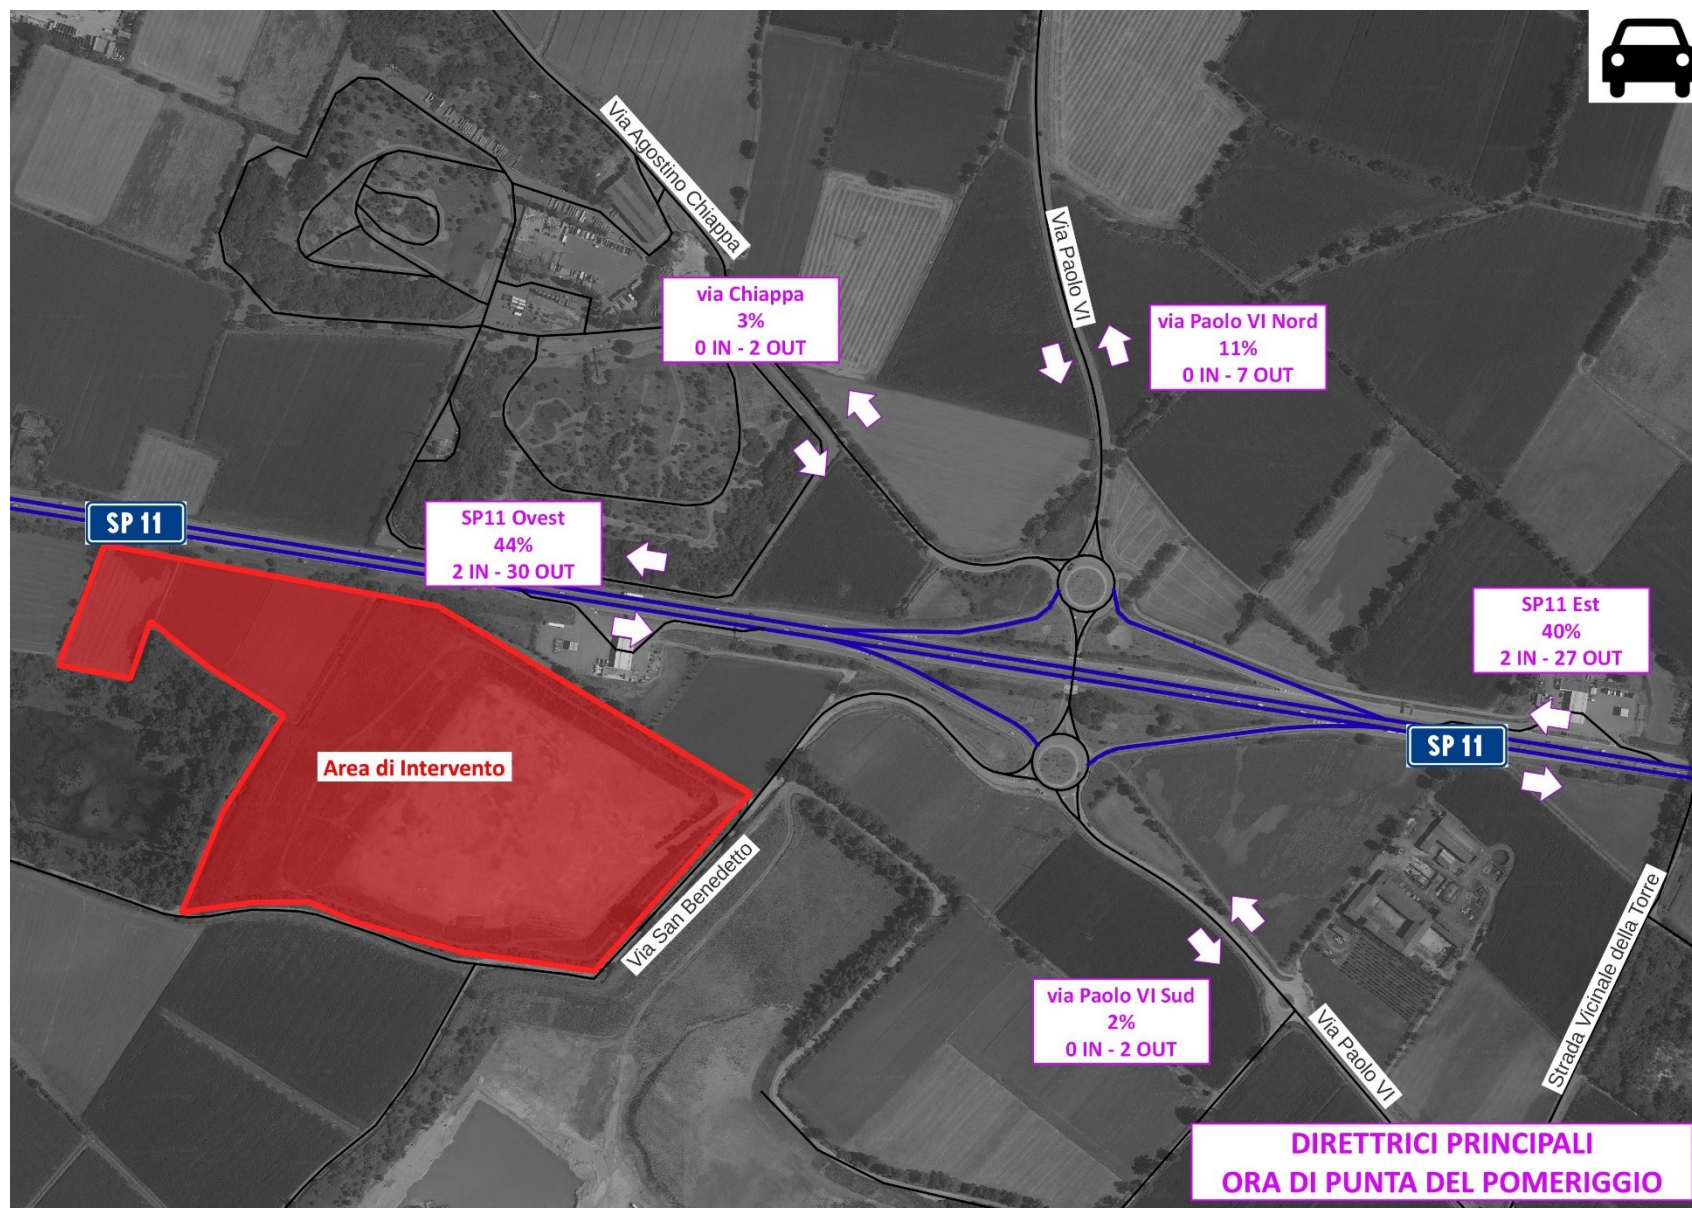 Via Agostino Chiappa
Via Paolo VI
via Chiappa
3%
0 IN - 2 OUT
via Paolo VI Nord
11%
0 IN - 7 OUT
SP 11
SP11 Ovest
44%
2 IN - 30 OUT
SP11 Est
40%
2 IN - 27 OUT
SP 11
Area di Intervento
Via San Benedetto
Strada Vicinale della Torre
via Paolo VI Sud
2%
0 IN - 2 OUT
Via Paolo VI
DIRETTRICI PRINCIPALI
ORA DI PUNTA DEL POMERIGGIO